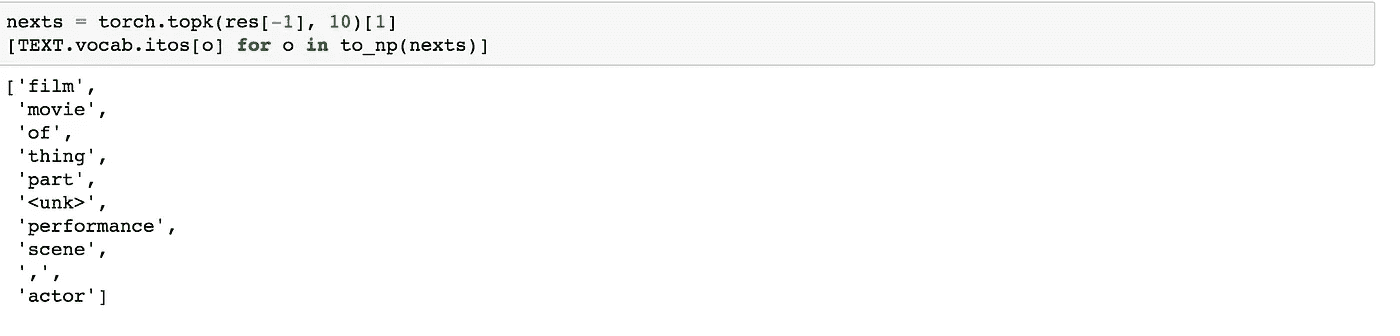 nexts = torch.topk(res[-1], 10)[1]
[TEXT.vocab.itos[o] for o in to_np(nexts)]
['film',
 'movie',
 'of',
 'thing',
 'part',
 '<unk>',
 'performance',
 'scene',
 ',',
 'actor']